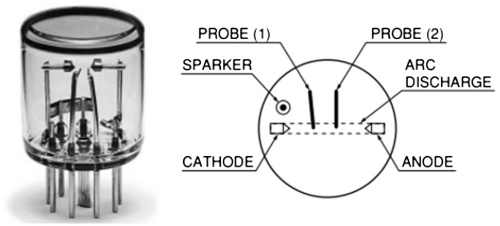 PROBE (1)
PROBE (2)
SPARKER
ARC
DISCHARGE
CATHODE
ANODE